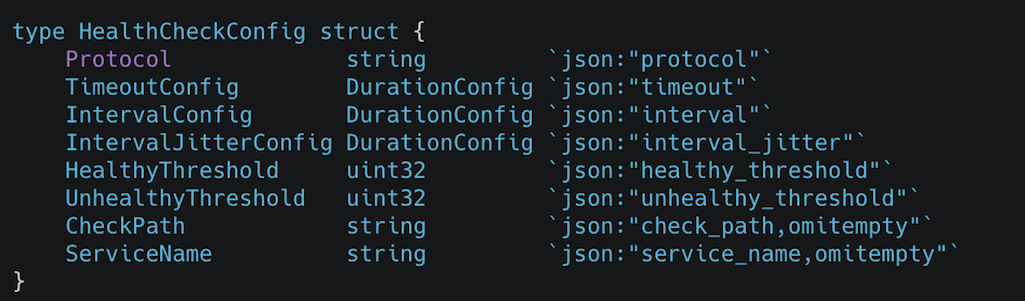 type HealthCheckConfig struct {
    Protocol             string         `json:"protocol"`
    TimeoutConfig        DurationConfig `json:"timeout"`
    IntervalConfig       DurationConfig `json:"interval"`
    IntervalJitterConfig DurationConfig `json:"interval_jitter"`
    HealthyThreshold     uint32         `json:"healthy_threshold"`
    UnhealthyThreshold   uint32         `json:"unhealthy_threshold"`
    CheckPath            string         `json:"check_path,omitempty"`
    ServiceName          string         `json:"service_name,omitempty"`
}